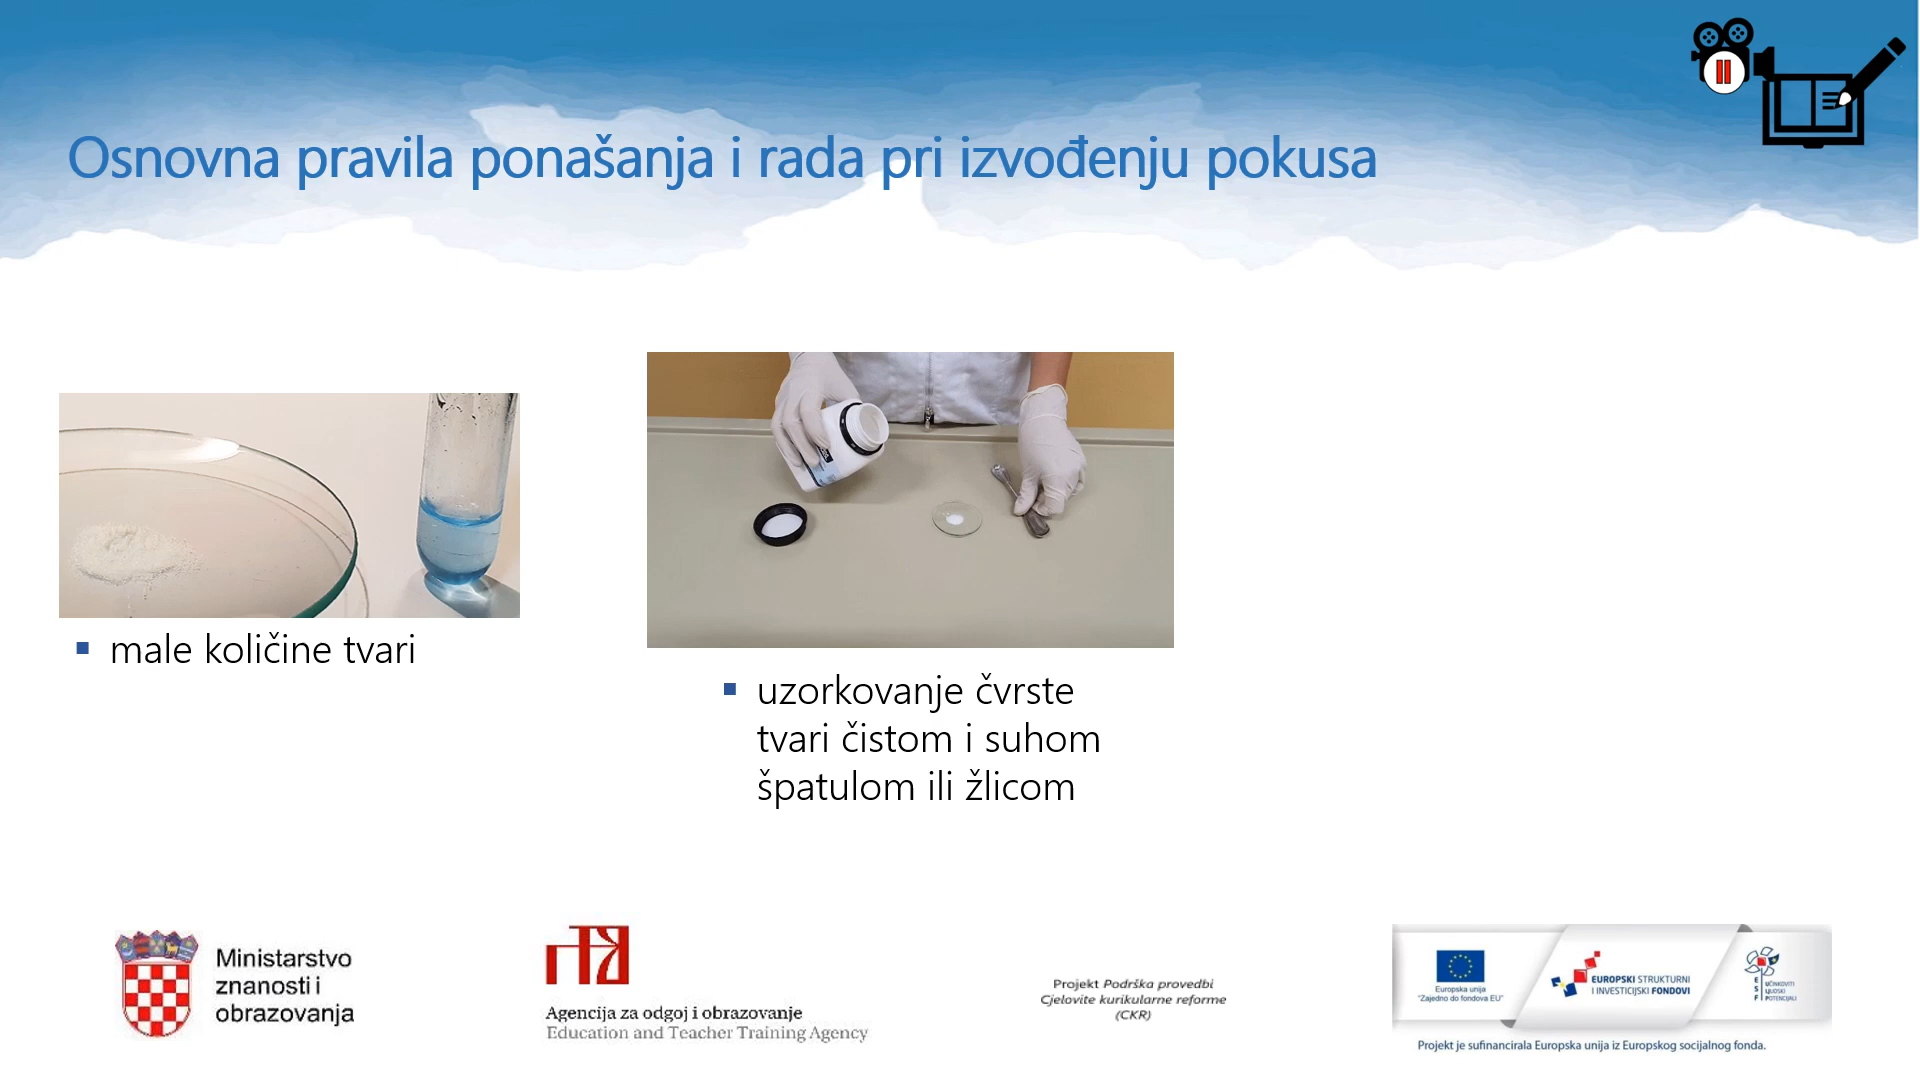 Osnovna pravila ponašanja i rada pri izvođenju pokusa
male količine tvari
uzorkovanje čvrste
tvari čistom i suhom
špatulom ili žlicom
Ministarstvo
znanosti i
obrazovanja
Agencija za odgoj i obrazovanje
Education and Teacher Training Agency
Projekt Podrška provedbi
Cjelovite kurikularne reforme
(CKR)
Europska unija
"Zajedno do fondova EU"
EUROPSKI STRUKTURNI
I INVESTICIJSKI FONDOVI
ESF
UČINKOVITI
LJUDSKI
POTENCIJALI
Projekt je sufinancirala Europska unija iz Europskog socijalnog fonda.